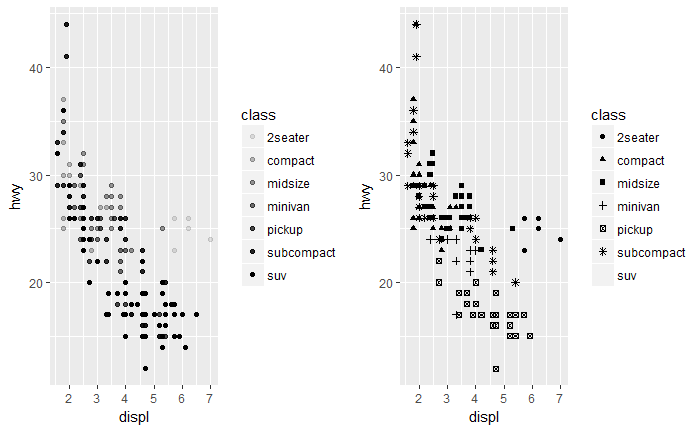 hwy
40
30
20
2 3 4 5 6 7
displ
class
2seater
compact
midsize
minivan
pickup
subcompact
suv
hwy
40
30
20
2 3 4 5 6 7
displ
class
2seater
compact
midsize
minivan
pickup
subcompact
suv